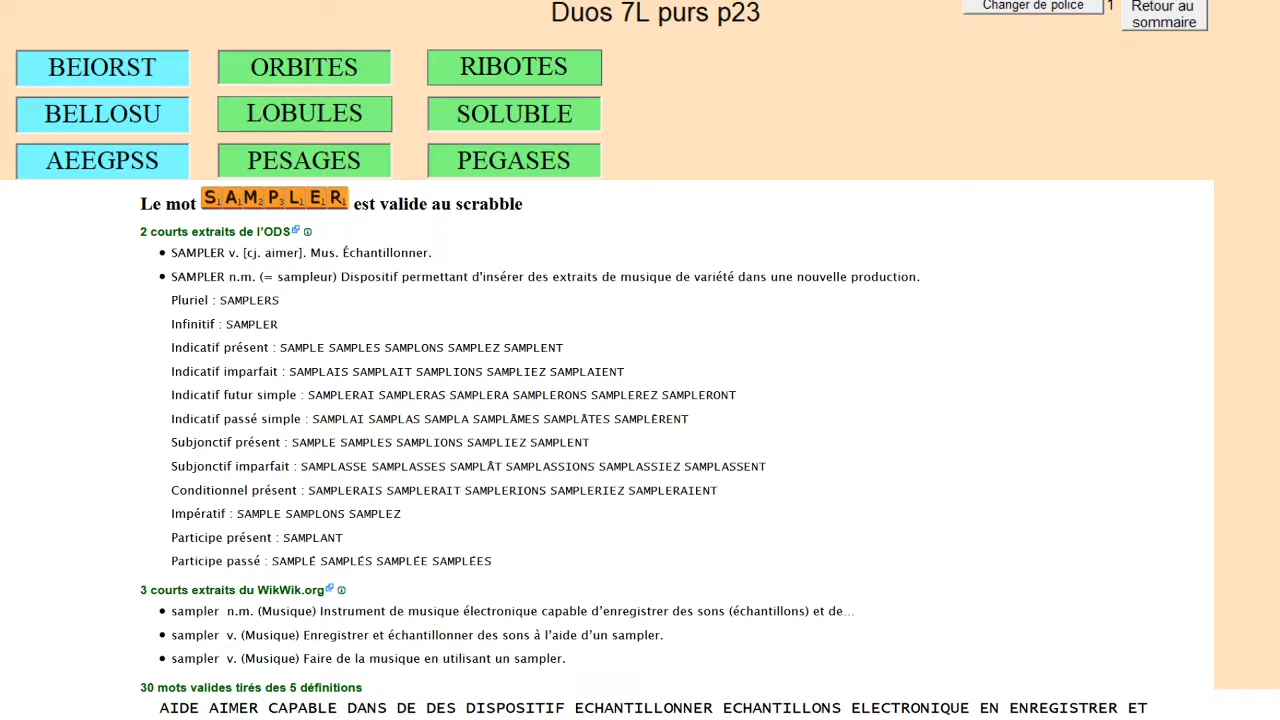 Duos 7L purs p23
Changer de police
1
Retour au
sommaire
BEIORST ORBITES RIBOTES
BELLOSU LOBULES SOLUBLE
AEEGPSS PESAGES PEGASES
Le mot S1A1M2P3L1E1R1 est valide au scrabble
2 courts extraits de l'ODS
• SAMPLER v. [cj. aimer]. Mus. Échantillonner.
• SAMPLER n.m. (= sampleur) Dispositif permettant d'insérer des extraits de musique de variété dans une nouvelle production.
Pluriel : SAMPLERS
Infinitif : SAMPLER
Indicatif présent : SAMPLE SAMPLES SAMPLONS SAMPLEZ SAMPLENT
Indicatif imparfait : SAMPLAIS SAMPLAIT SAMPLIONS SAMPLIEZ SAMPLAIENT
Indicatif futur simple : SAMPLERAI SAMPLERAS SAMPLERA SAMPLERONS SAMPLEREZ SAMPLERONT
Indicatif passé simple : SAMPLAI SAMPLAS SAMPLA SAMPLÂMES SAMPLÂTES SAMPLÈRENT
Subjonctif présent : SAMPLE SAMPLES SAMPLIONS SAMPLIEZ SAMPLENT
Subjonctif imparfait : SAMPLASSE SAMPLASSES SAMPLÂT SAMPLASSIONS SAMPLASSIEZ SAMPLASSENT
Conditionnel présent : SAMPLERAIS SAMPLERAIT SAMPLERIONS SAMPLERIEZ SAMPLERAIENT
Impératif : SAMPLE SAMPLONS SAMPLEZ
Participe présent : SAMPLANT
Participe passé : SAMPLÉ SAMPLÉS SAMPLÉE SAMPLÉES
3 courts extraits du WikWik.org
• sampler n.m. (Musique) Instrument de musique électronique capable d'enregistrer des sons (échantillons) et de…
• sampler v. (Musique) Enregistrer et échantillonner des sons à l'aide d'un sampler.
• sampler v. (Musique) Faire de la musique en utilisant un sampler.
30 mots valides tirés des 5 définitions
AIDE AIMER CAPABLE DANS DE DES DISPOSITIF ECHANTILLONNER ECHANTILLONS ELECTRONIQUE EN ENREGISTRER ET